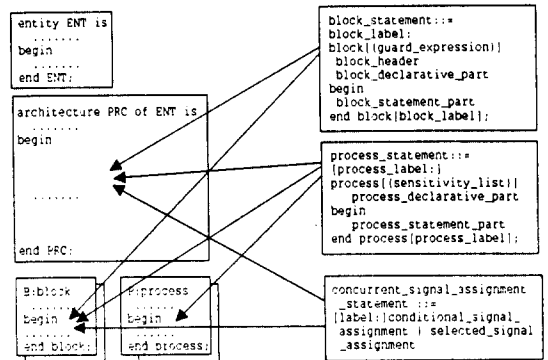 entity ENT is
.......
begin
.......
end ENT;
architecture PRC of ENT is
.......
begin
.......
end PRC;
B:block
.......
begin
.......
end block;
P:process
.......
begin
.......
end process;
block_statement::=
block_label:
block[(guard_expression)]
block_header
block_declarative_part
begin
block_statement_part
end block[block_label];
process_statement::=
[process_label:]
process[(sensitivity_list)]
process_declarative_part
begin
process_statement_part
end process[process_label];
concurrent_signal_assignment
_statement ::=
[label:]conditional_signal_
assignment | selected_signal
_assignment